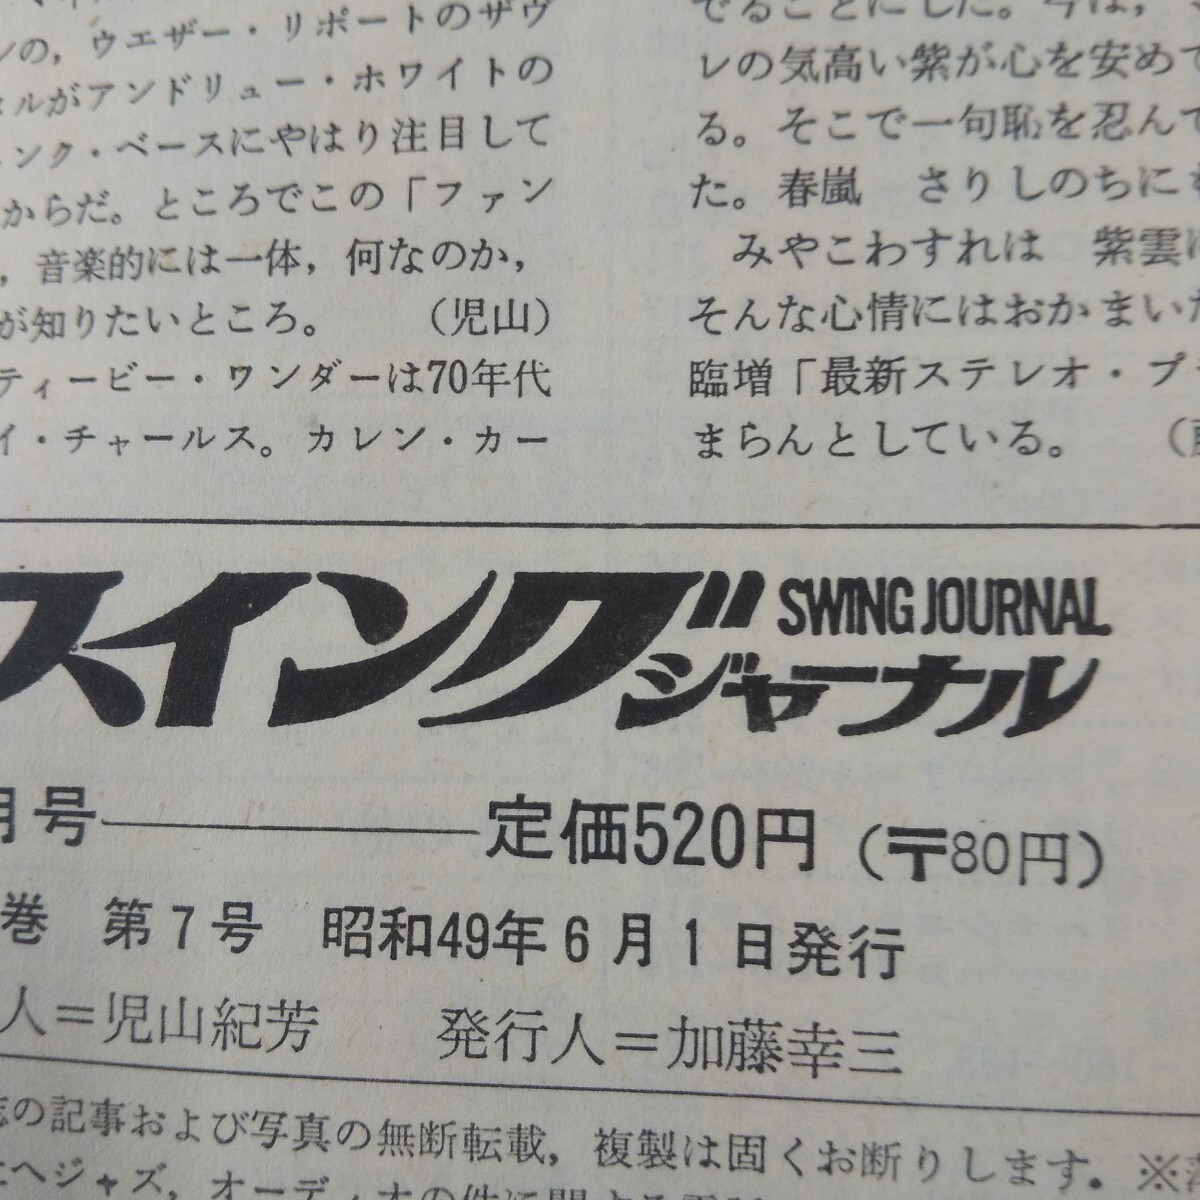 ンの，ウエザー・リポートのザヴ
ルがアンドリュー・ホワイトの
ンク・ベースにやはり注目して
からだ。ところでこの「ファン
，音楽的には一体，何なのか，
が知りたいところ。 （児山）
ティービー・ワンダーは70年代
イ・チャールス。カレン・カー
でることにした。今は，
レの気高い紫が心を安めて
る。そこで一句恥を忍んで
た。春嵐 さりしのちに
みやこわすれは 紫雲に
そんな心情にはおかまいな
臨増「最新ステレオ・プ
まらんとしている。
スイング SWING JOURNAL
ジャーナル
月号 定価520円 （〒80円）
巻 第7号 昭和49年6月1日発行
人＝児山紀芳 発行人＝加藤幸三
誌の記事および写真の無断転載，複製は固くお断りします。※
へジャズ，オーディオの件に関する